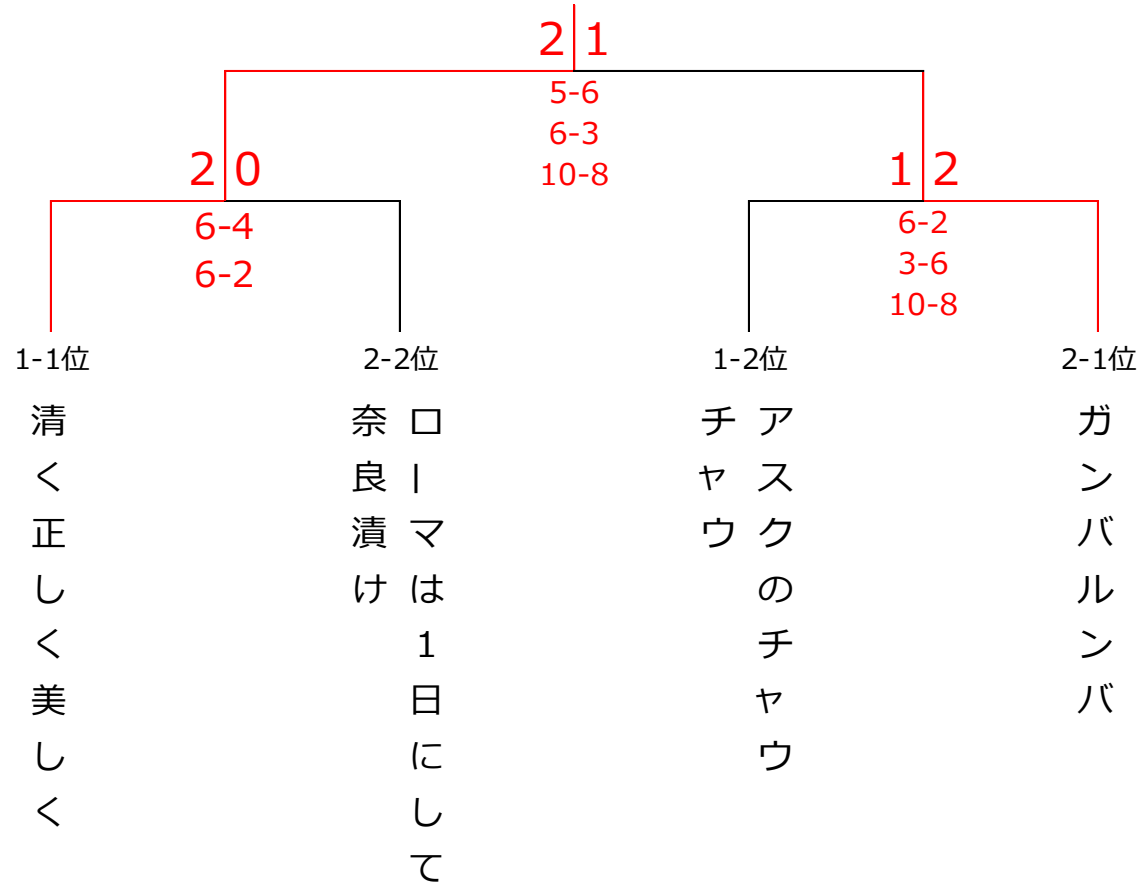 2 1
5-6
6-3
10-8
2 0
6-4
6-2
1 2
6-2
3-6
10-8
1-1位
2-2位
1-2位
2-1位
清く正しく美しく
ローマは1日にして
奈良漬け
アスクのチャウ
チャウ
ガンバルンバ